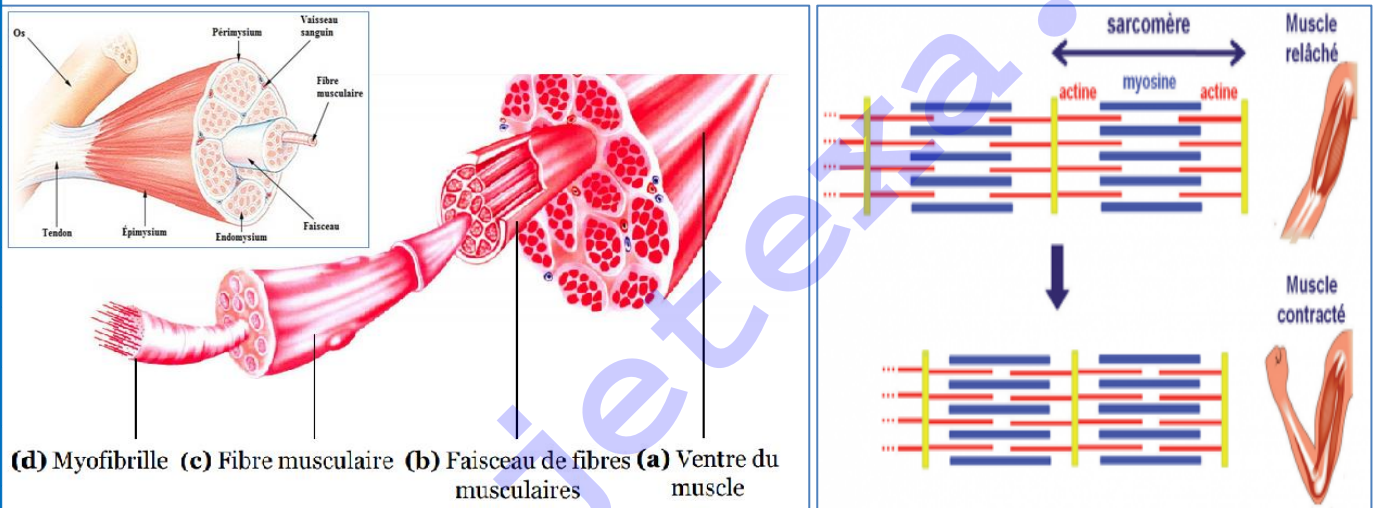 Os
Périmysium
Vaisseau
sanguin
Fibre
musculaire
Tendon
Épimysium
Endomysium
Faisceau
(d) Myofibrille (c) Fibre musculaire (b) Faisceau de fibres (a) Ventre du
musculaires muscle
sarcomère
Muscle
relâché
actine myosine actine
Muscle
contracté
jetexa.